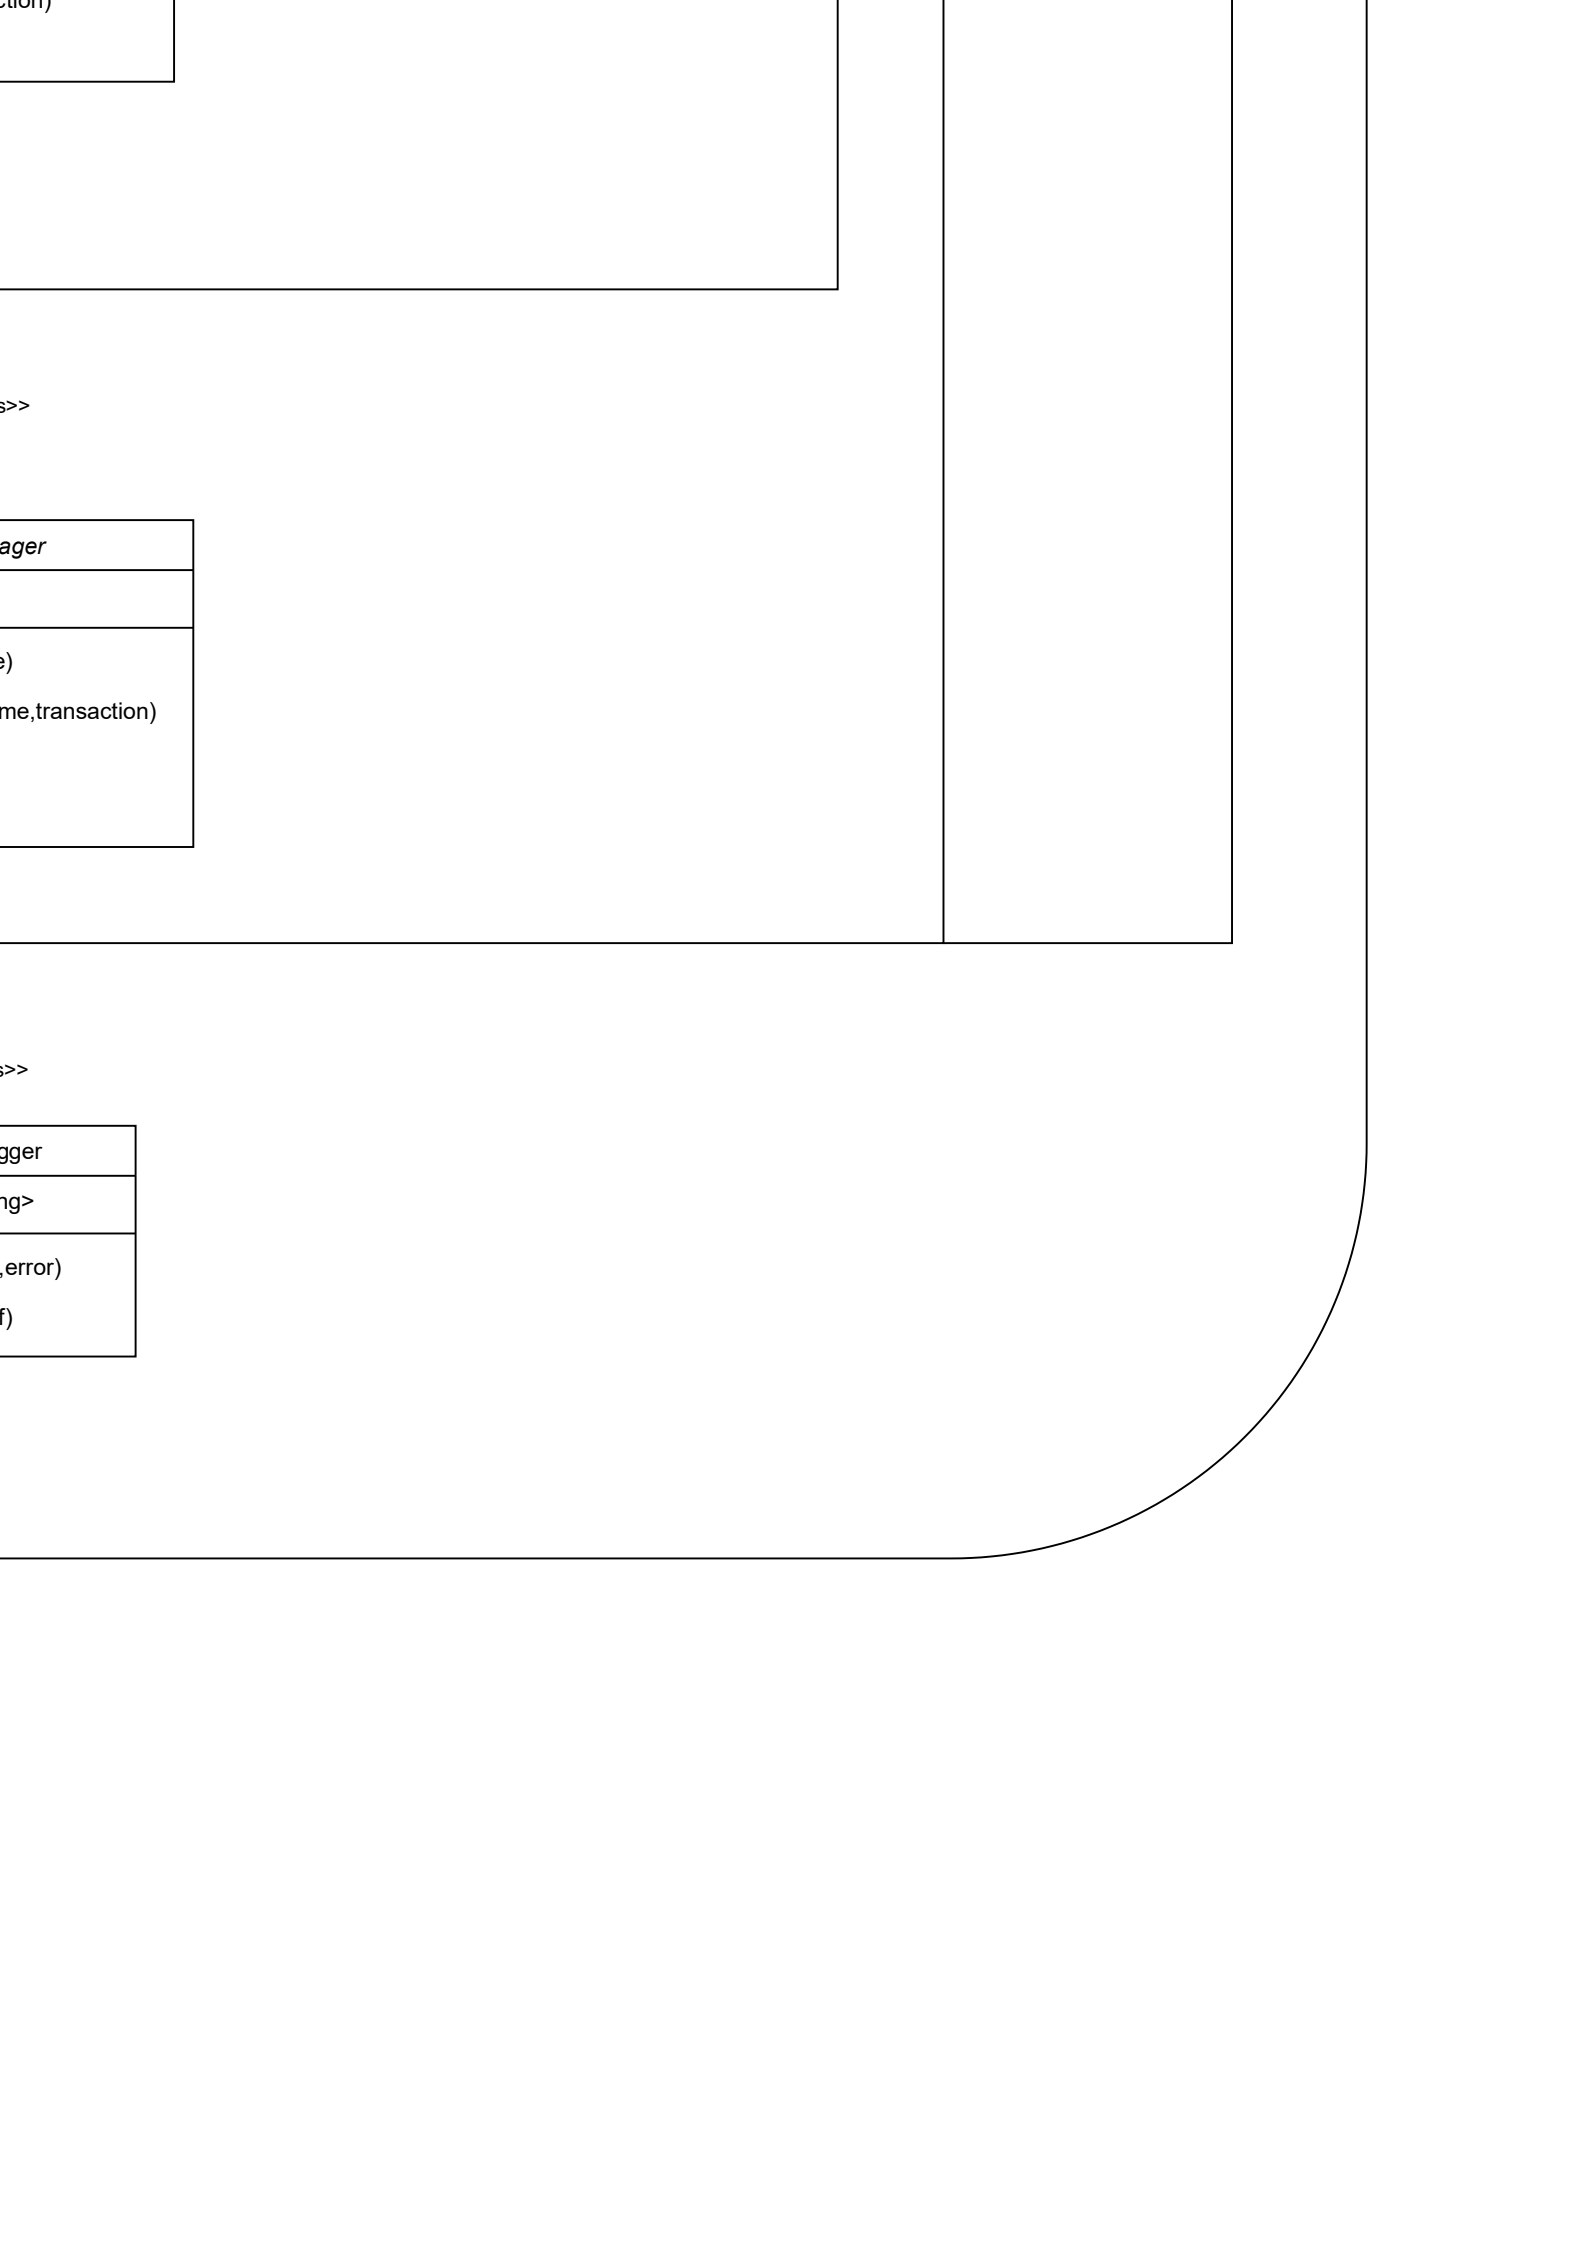 ction)
s>>
ager
e)
me,transaction)
s>>
gger
ng>
,error)
f)